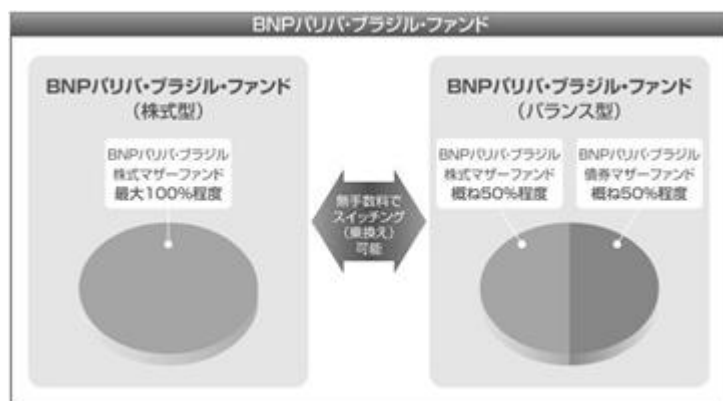 BNPパリバ・ブラジル・ファンド
BNPパリバ・ブラジル・ファンド
(株式型)
BNPパリバ・ブラジル
株式マザーファンド
最大100%程度
無手数料で
スイッチング
(乗換え)
可能
BNPパリバ・ブラジル・ファンド
(バランス型)
BNPパリバ・ブラジル
株式マザーファンド
概ね50%程度
BNPパリバ・ブラジル
債券マザーファンド
概ね50%程度